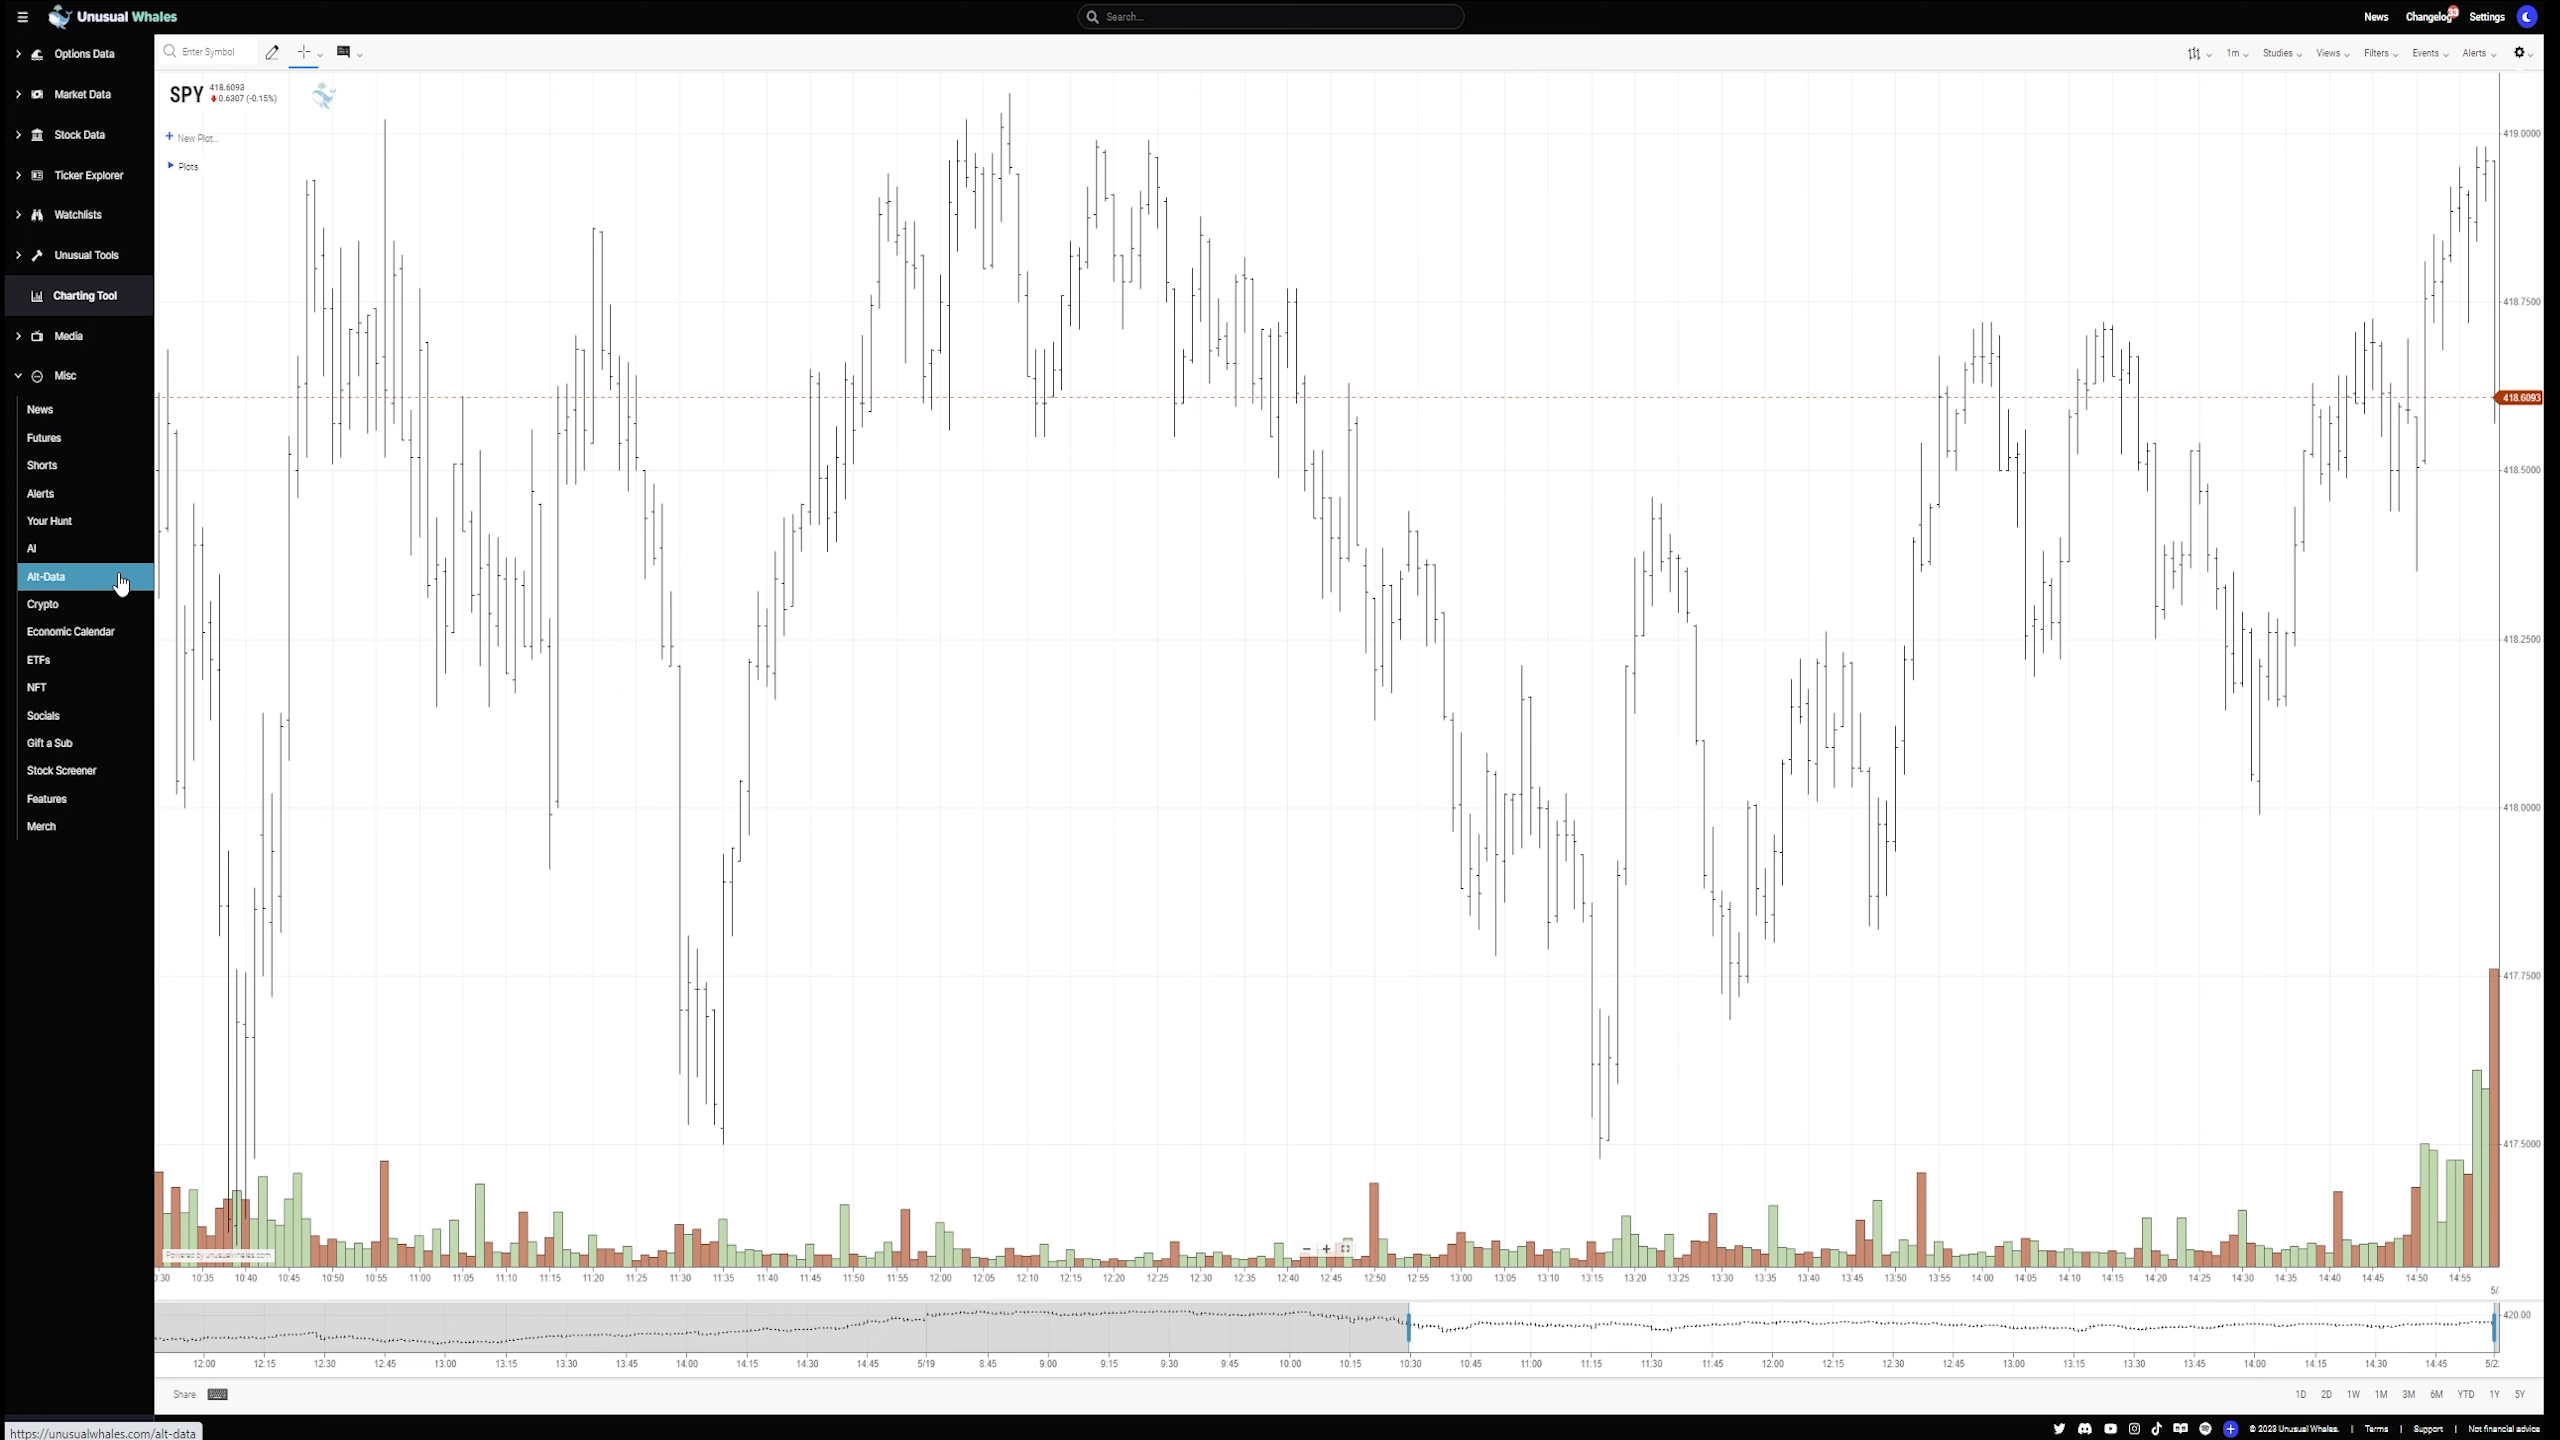 Unusual Whales
Search...
News
Changelog
33
Settings
Options Data
Market Data
Stock Data
Ticker Explorer
Watchlists
Unusual Tools
Charting Tool
Media
Misc
News
Futures
Shorts
Alerts
Your Hunt
AI
Alt-Data
Crypto
Economic Calendar
ETFs
NFT
Socials
Gift a Sub
Stock Screener
Features
Merch
https://unusualwhales.com/alt-data
Enter Symbol
1m
Studies
Views
Filters
Events
Alerts
SPY
418.6093
0.6307 (-0.15%)
New Plot...
Plots
419.0000
418.7500
418.6093
418.5000
418.2500
418.0000
417.7500
417.5000
Powered by unusualwhales.com
:30 10:35 10:40 10:45 10:50 10:55 11:00 11:05 11:10 11:15 11:20 11:25 11:30 11:35 11:40 11:45 11:50 11:55 12:00 12:05 12:10 12:15 12:20 12:25 12:30 12:35 12:40 12:45 12:50 12:55 13:00 13:05 13:10 13:15 13:20 13:25 13:30 13:35 13:40 13:45 13:50 13:55 14:00 14:05 14:10 14:15 14:20 14:25 14:30 14:35 14:40 14:45 14:50 14:55
5/
420.00
12:00 12:15 12:30 12:45 13:00 13:15 13:30 13:45 14:00 14:15 14:30 14:45 5/19 8:45 9:00 9:15 9:30 9:45 10:00 10:15 10:30 10:45 11:00 11:15 11:30 11:45 12:00 12:15 12:30 12:45 13:00 13:15 13:30 13:45 14:00 14:15 14:30 14:45 5/2
Share
1D 2D 1W 1M 3M 6M YTD 1Y 5Y
© 2023 Unusual Whales. | Terms | Support | Not financial advice